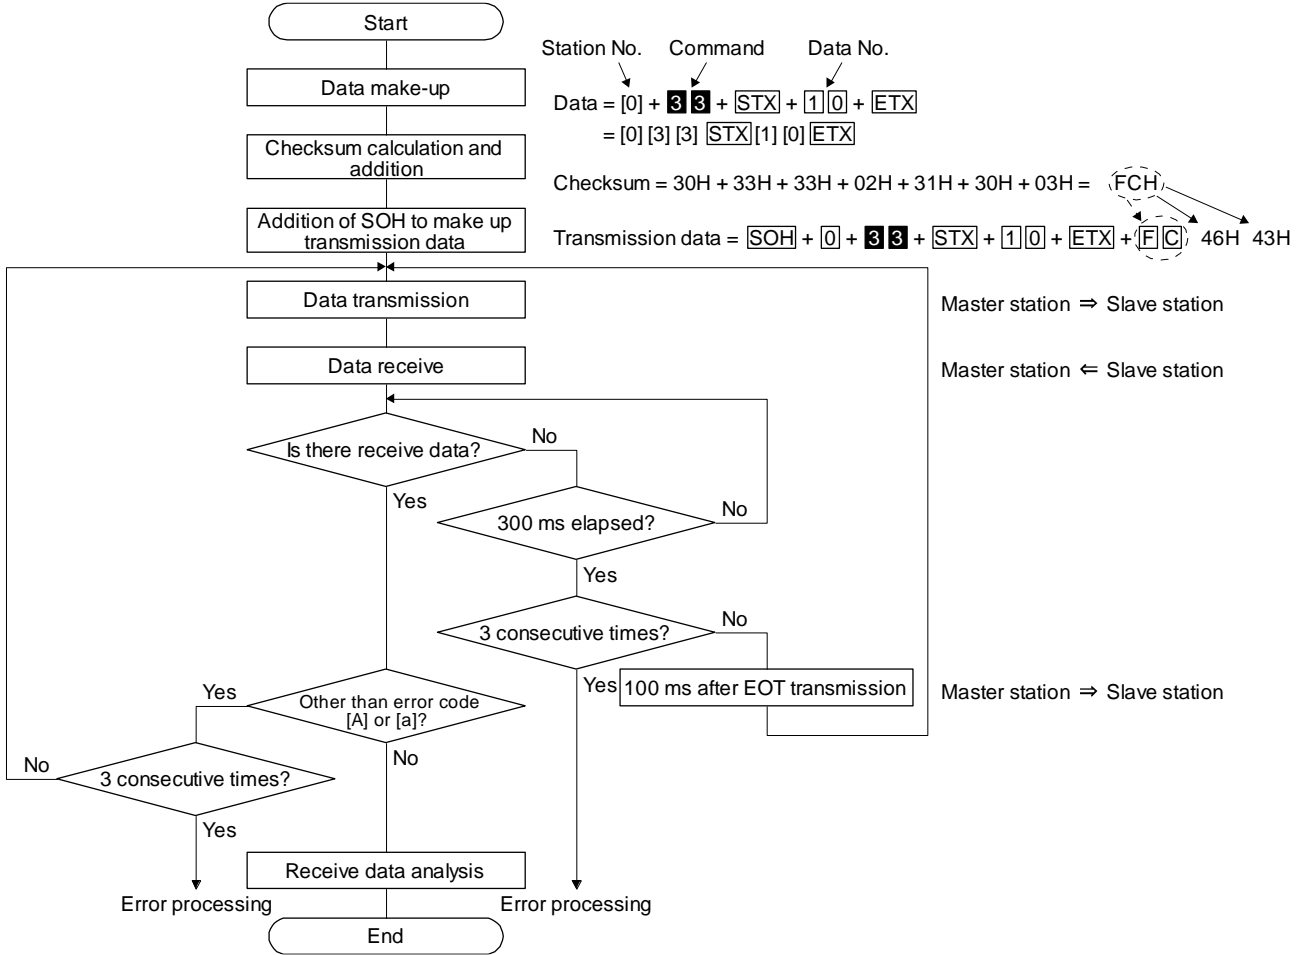 Start
Station No. Command Data No.
Data make-up
Data = [0] + 3 3 + STX + 1 0 + ETX
= [0] [3] [3] STX [1] [0] ETX
Checksum calculation and
addition
Checksum = 30H + 33H + 33H + 02H + 31H + 30H + 03H = FCH
Addition of SOH to make up
transmission data
Transmission data = SOH + 0 + 3 3 + STX + 1 0 + ETX + F C 46H 43H
Data transmission
Master station ⇒ Slave station
Data receive
Master station ⇐ Slave station
Is there receive data?
No
Yes
300 ms elapsed?
No
Yes
3 consecutive times?
No
Yes
100 ms after EOT transmission
Master station ⇒ Slave station
Other than error code
[A] or [a]?
Yes
No
3 consecutive times?
No
Yes
Receive data analysis
Error processing
Error processing
End